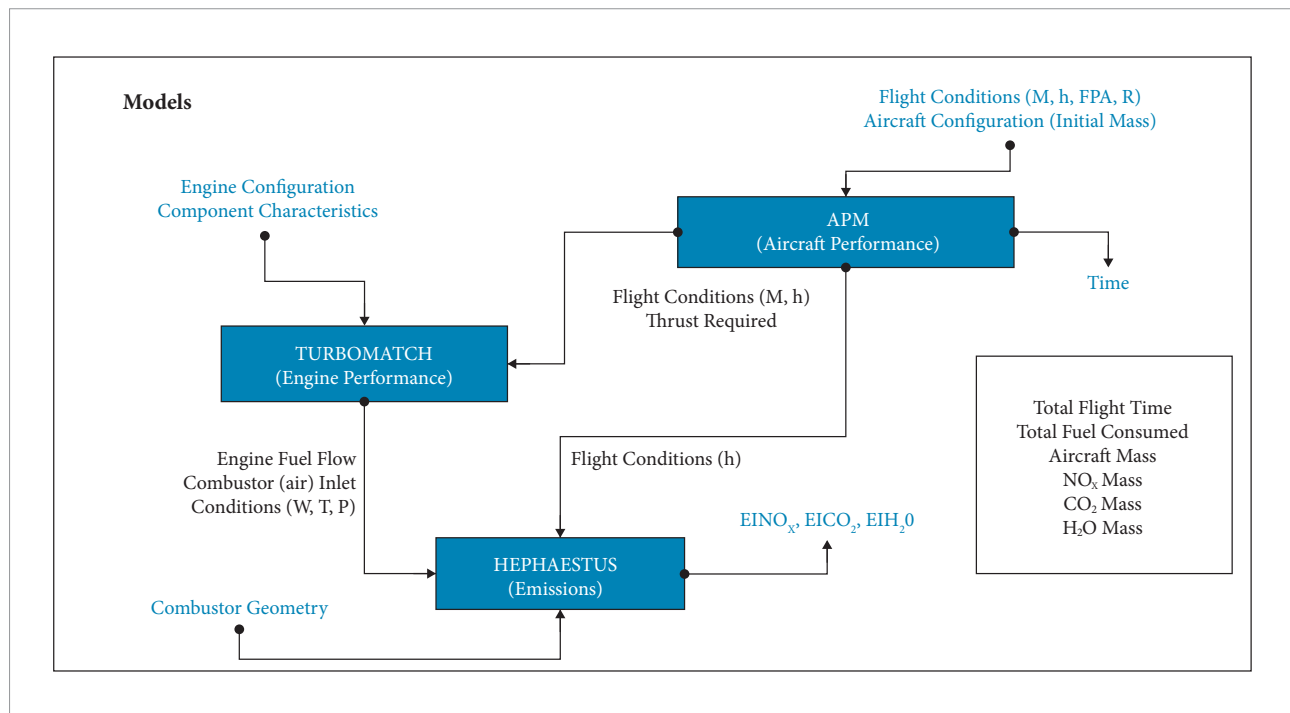 Models
Flight Conditions (M, h, FPA, R)
Aircraft Configuration (Initial Mass)
Engine Configuration
Component Characteristics
APM
(Aircraft Performance)
Time
Flight Conditions (M, h)
Thrust Required
TURBOMATCH
(Engine Performance)
Total Flight Time
Total Fuel Consumed
Aircraft Mass
NOₓ Mass
CO₂ Mass
H₂O Mass
Engine Fuel Flow
Combustor (air) Inlet
Conditions (W, T, P)
Flight Conditions (h)
EINOₓ, EICO₂, EIH₂0
HEPHAESTUS
(Emissions)
Combustor Geometry